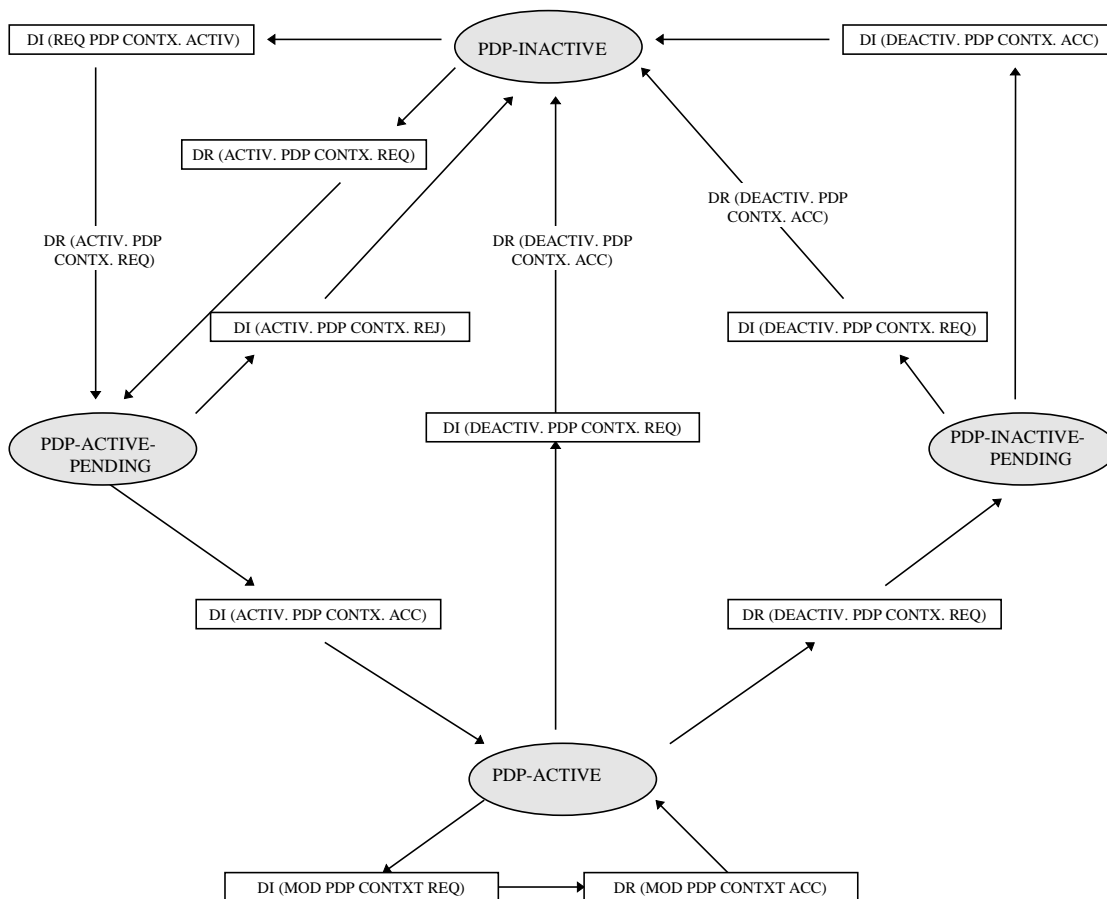 DI (REQ PDP CONTX. ACTIV)
PDP-INACTIVE
DI (DEACTIV. PDP CONTX. ACC)
DR (ACTIV. PDP CONTX. REQ)
DR (DEACTIV. PDP
CONTX. ACC)
DR (ACTIV. PDP
CONTX. REQ)
DR (DEACTIV. PDP
CONTX. ACC)
DI (ACTIV. PDP CONTX. REJ)
DI (DEACTIV. PDP CONTX. REQ)
PDP-ACTIVE-
PENDING
DI (DEACTIV. PDP CONTX. REQ)
PDP-INACTIVE-
PENDING
DI (ACTIV. PDP CONTX. ACC)
DR (DEACTIV. PDP CONTX. REQ)
PDP-ACTIVE
DI (MOD PDP CONTXT REQ)
DR (MOD PDP CONTXT ACC)